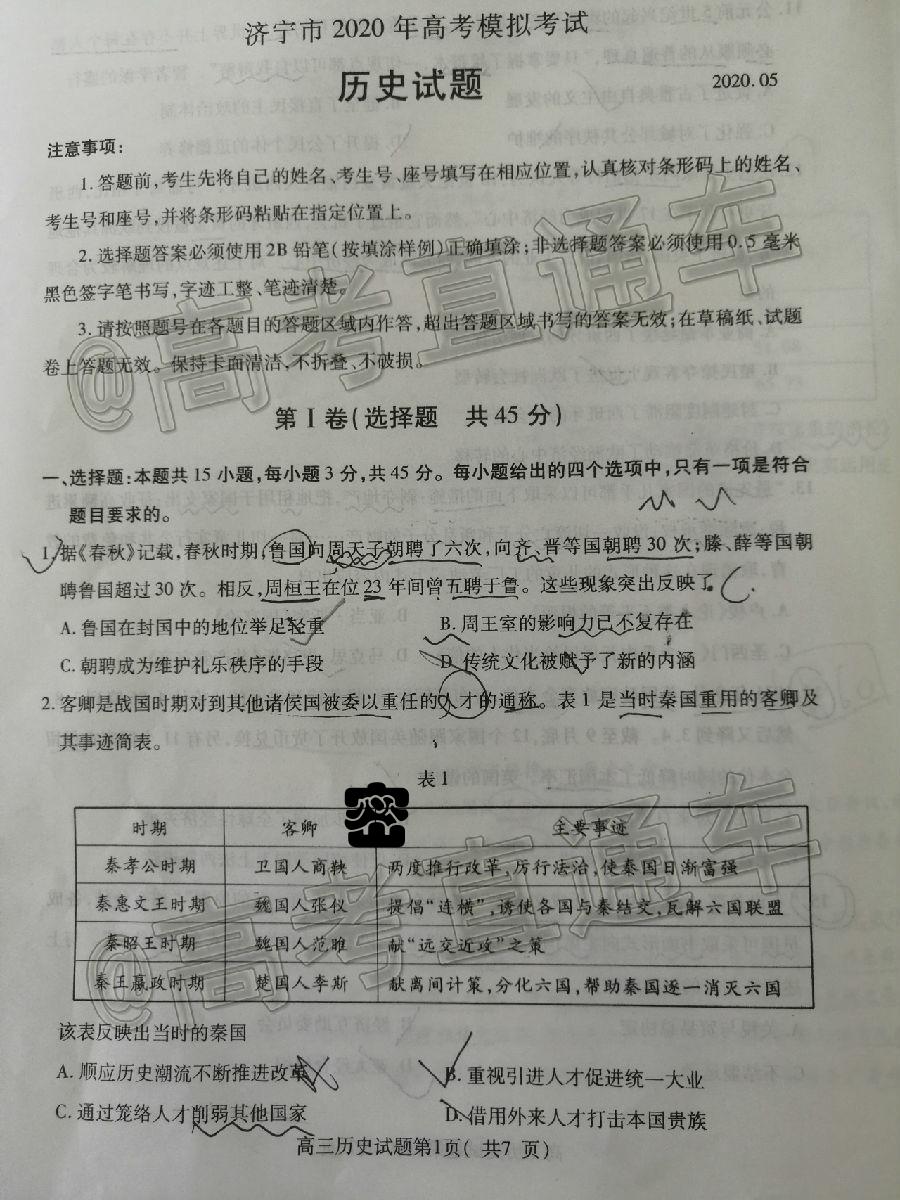 济宁市 2020 年高考模拟考试
历史试题
2020.05
注意事项：
1. 答题前，考生先将自己的姓名、考生号、座号填写在相应位置，认真核对条形码上的姓名、
考生号和座号，并将条形码粘贴在指定位置上。
2. 选择题答案必须使用 2B 铅笔（按填涂样例）正确填涂；非选择题答案必须使用 0.5 毫米
黑色签字笔书写，字迹工整、笔迹清楚。
3. 请按照题号在各题目的答题区域内作答，超出答题区域书写的答案无效；在草稿纸、试题
卷上答题无效。保持卡面清洁，不折叠、不破损。
第 I 卷（选择题 共 45 分）
一、选择题：本题共 15 小题，每小题 3 分，共 45 分。每小题给出的四个选项中，只有一项是符合
题目要求的。
1. 据《春秋》记载，春秋时期，鲁国向周天子朝聘了六次，向齐、晋等国朝聘 30 次；滕、薛等国朝
聘鲁国超过 30 次。相反，周桓王在位 23 年间曾五聘于鲁。这些现象突出反映了
A. 鲁国在封国中的地位举足轻重
B. 周王室的影响力已不复存在
C. 朝聘成为维护礼乐秩序的手段
D. 传统文化被赋予了新的内涵
2. 客卿是战国时期对到其他诸侯国被委以重任的人才的通称。表 1 是当时秦国重用的客卿及
其事迹简表。
表 1
时期 客卿 主要事迹
秦孝公时期 卫国人商鞅 两度推行改革，厉行法治，使秦国日渐富强
秦惠文王时期 魏国人张仪 提倡“连横”，诱使各国与秦结交，瓦解六国联盟
秦昭王时期 魏国人范雎 献“远交近攻”之策
秦王嬴政时期 楚国人李斯 献离间计策，分化六国，帮助秦国逐一消灭六国
该表反映出当时的秦国
A. 顺应历史潮流不断推进改革
B. 重视引进人才促进统一大业
C. 通过笼络人才削弱其他国家
D. 借用外来人才打击本国贵族
高三历史试题第1页( 共7 页)
@高考直通车
@高考直通车